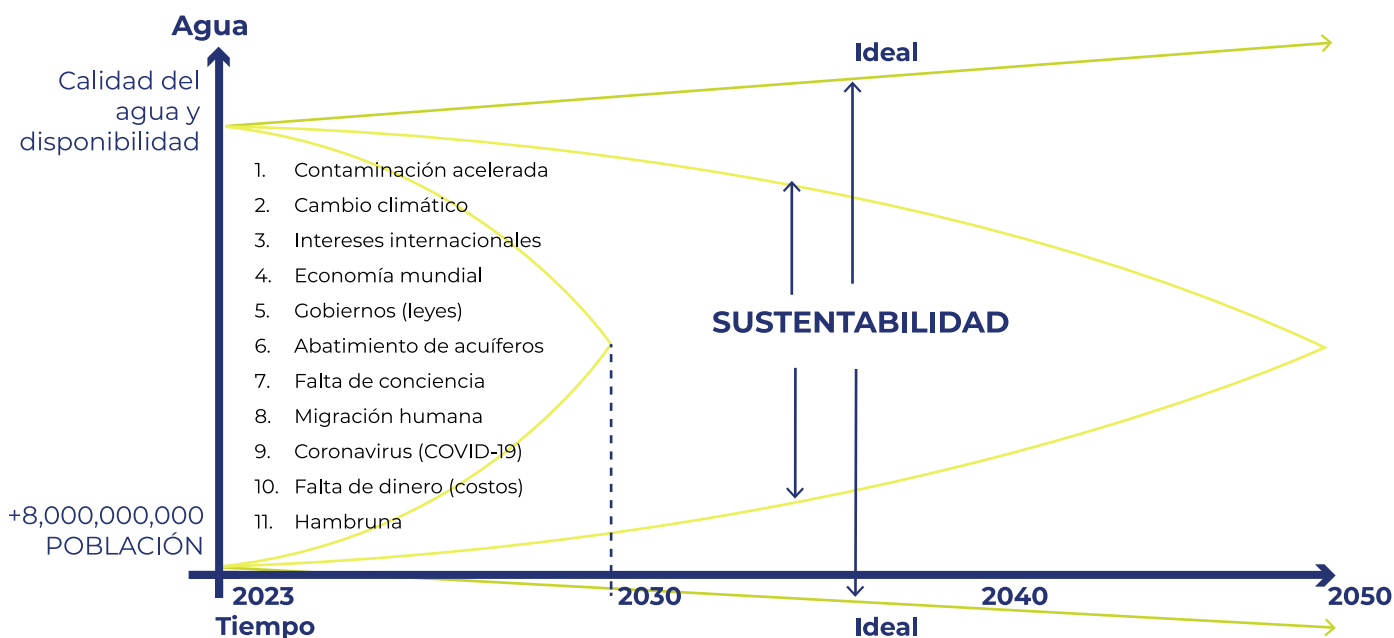 Agua
Calidad del
agua y
disponibilidad
Ideal
1. Contaminación acelerada
2. Cambio climático
3. Intereses internacionales
4. Economía mundial
5. Gobiernos (leyes)
6. Abatimiento de acuíferos
7. Falta de conciencia
8. Migración humana
9. Coronavirus (COVID-19)
10. Falta de dinero (costos)
11. Hambruna
SUSTENTABILIDAD
+8,000,000,000
POBLACIÓN
2023
2030
2040
2050
Tiempo
Ideal